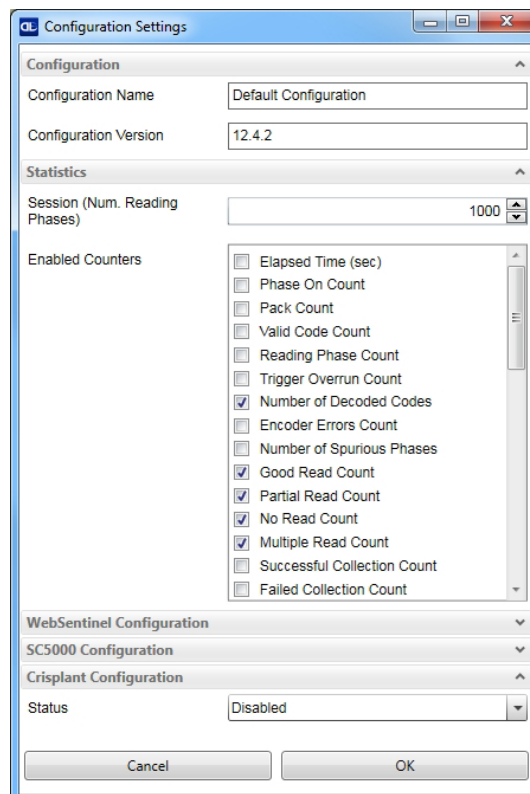 DL Configuration Settings
Configuration
Configuration Name Default Configuration
Configuration Version 12.4.2
Statistics
Session (Num. Reading
Phases) 1000
Enabled Counters
Elapsed Time (sec)
Phase On Count
Pack Count
Valid Code Count
Reading Phase Count
Trigger Overrun Count
Number of Decoded Codes
Encoder Errors Count
Number of Spurious Phases
Good Read Count
Partial Read Count
No Read Count
Multiple Read Count
Successful Collection Count
Failed Collection Count
WebSentinel Configuration
SC5000 Configuration
Crisplant Configuration
Status Disabled
Cancel OK